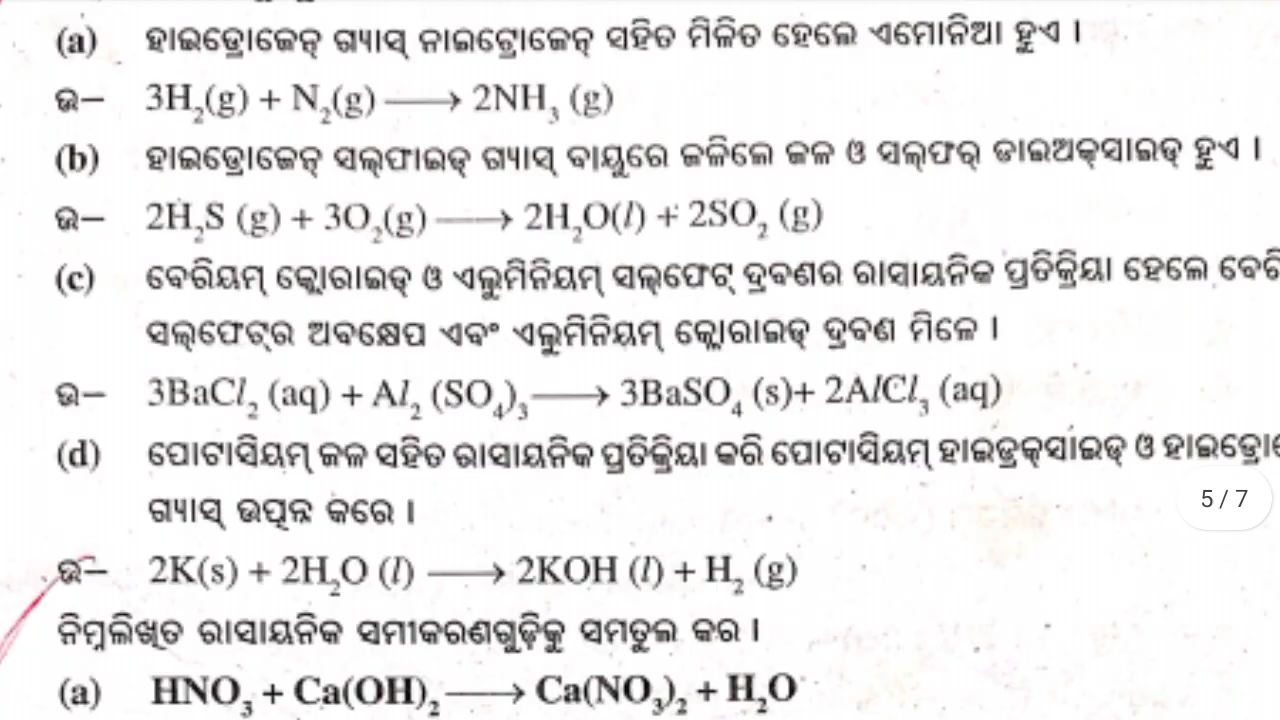 (a) ହାଇଡ୍ରୋଜେନ୍ ଗ୍ୟାସ୍ ନାଇଟ୍ରୋଜେନ୍ ସହିତ ମିଳିତ ହେଲେ ଏମୋନିଆ ହୁଏ ।
ଉ– 3H₂(g) + N₂(g) ⟶ 2NH₃ (g)
(b) ହାଇଡ୍ରୋଜେନ୍ ସଲ୍‌ଫାଇଡ୍ ଗ୍ୟାସ୍ ବାୟୁରେ ଜଳିଲେ ଜଳ ଓ ସଲ୍‌ଫର୍ ଡାଇଅକ୍‌ସାଇଡ୍ ହୁଏ ।
ଉ– 2H₂S (g) + 3O₂(g) ⟶ 2H₂O(l) + 2SO₂ (g)
(c) ବେରିୟମ୍ କ୍ଲୋରାଇଡ୍ ଓ ଏଲୁମିନିୟମ୍ ସଲ୍‌ଫେଟ୍ ଦ୍ରବଣର ରାସାୟନିକ ପ୍ରତିକ୍ରିୟା ହେଲେ
ସଲ୍‌ଫେଟ୍‌ର ଅବକ୍ଷେପ ଏବଂ ଏଲୁମିନିୟମ୍ କ୍ଲୋରାଇଡ୍ ଦ୍ରବଣ ମିଳେ ।
ଉ– 3BaCl₂ (aq) + Al₂ (SO₄)₃ ⟶ 3BaSO₄ (s)+ 2AlCl₃ (aq)
(d) ପୋଟାସିୟମ୍ ଜଳ ସହିତ ରାସାୟନିକ ପ୍ରତିକ୍ରିୟା କରି ପୋଟାସିୟମ୍ ହାଇଡ୍ରକ୍‌ସାଇଡ୍ ଓ
ଗ୍ୟାସ୍ ଉତ୍ପନ୍ନ କରେ ।
5 / 7
ଉ– 2K(s) + 2H₂O (l) ⟶ 2KOH (l) + H₂ (g)
ନିମ୍ନଲିଖିତ ରାସାୟନିକ ସମୀକରଣଗୁଡ଼ିକୁ ସମତୁଲ କର ।
(a) HNO₃ + Ca(OH)₂ ⟶ Ca(NO₃)₂ + H₂O